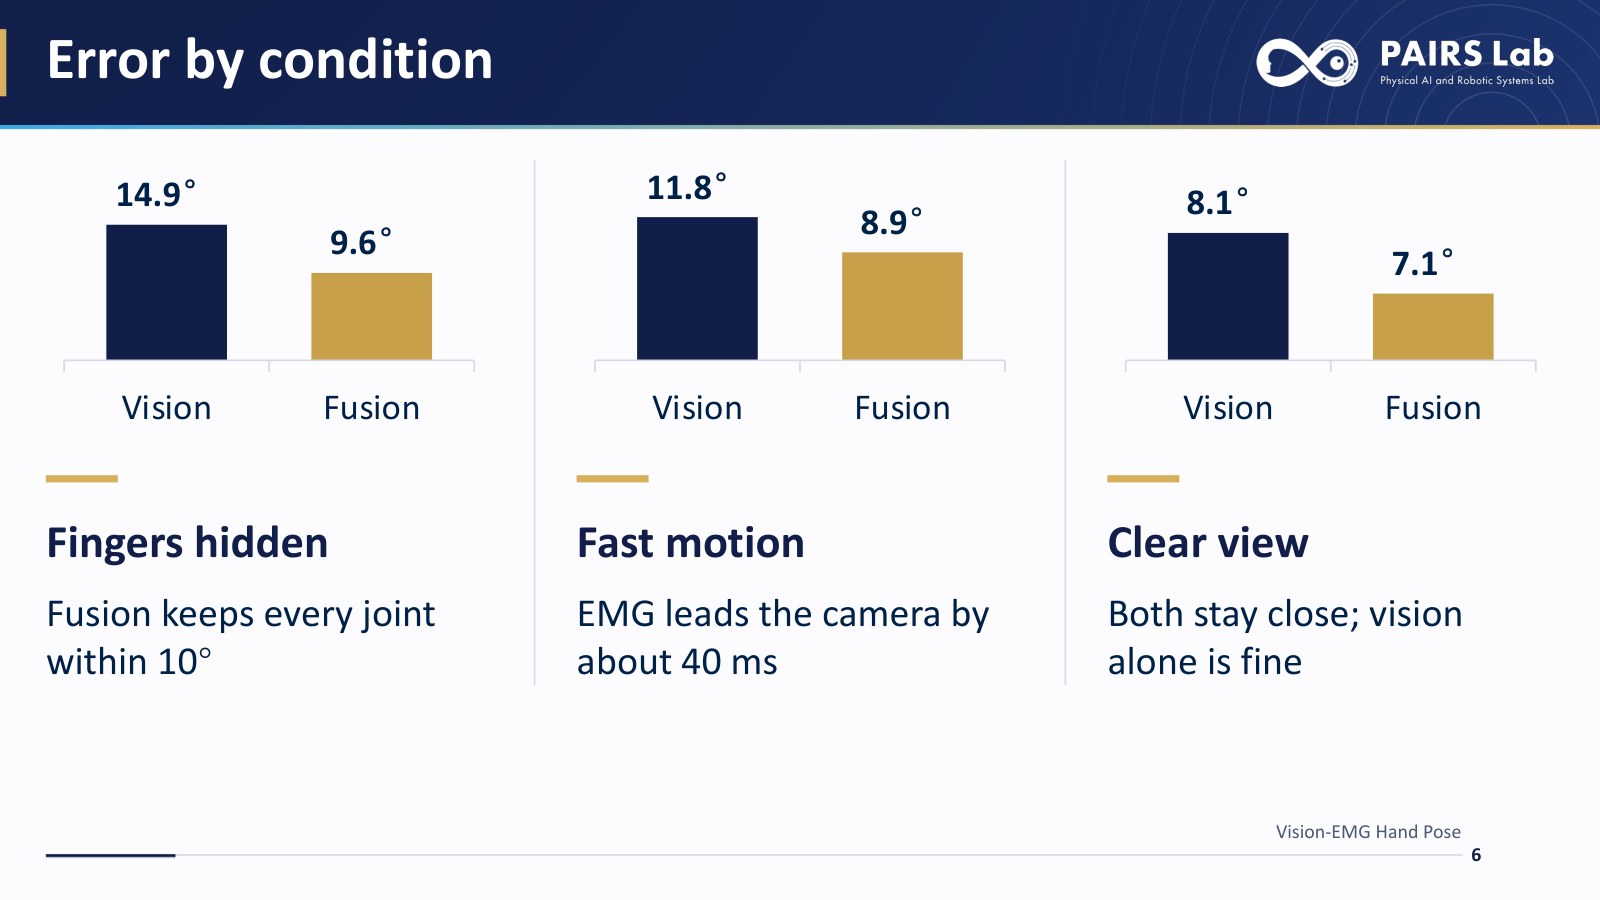 Error by condition
PAIRS Lab
Physical AI and Robotic Systems Lab
14.9°
9.6°
Vision
Fusion
Fingers hidden
Fusion keeps every joint
within 10°
11.8°
8.9°
Vision
Fusion
Fast motion
EMG leads the camera by
about 40 ms
8.1°
7.1°
Vision
Fusion
Clear view
Both stay close; vision
alone is fine
Vision-EMG Hand Pose
6